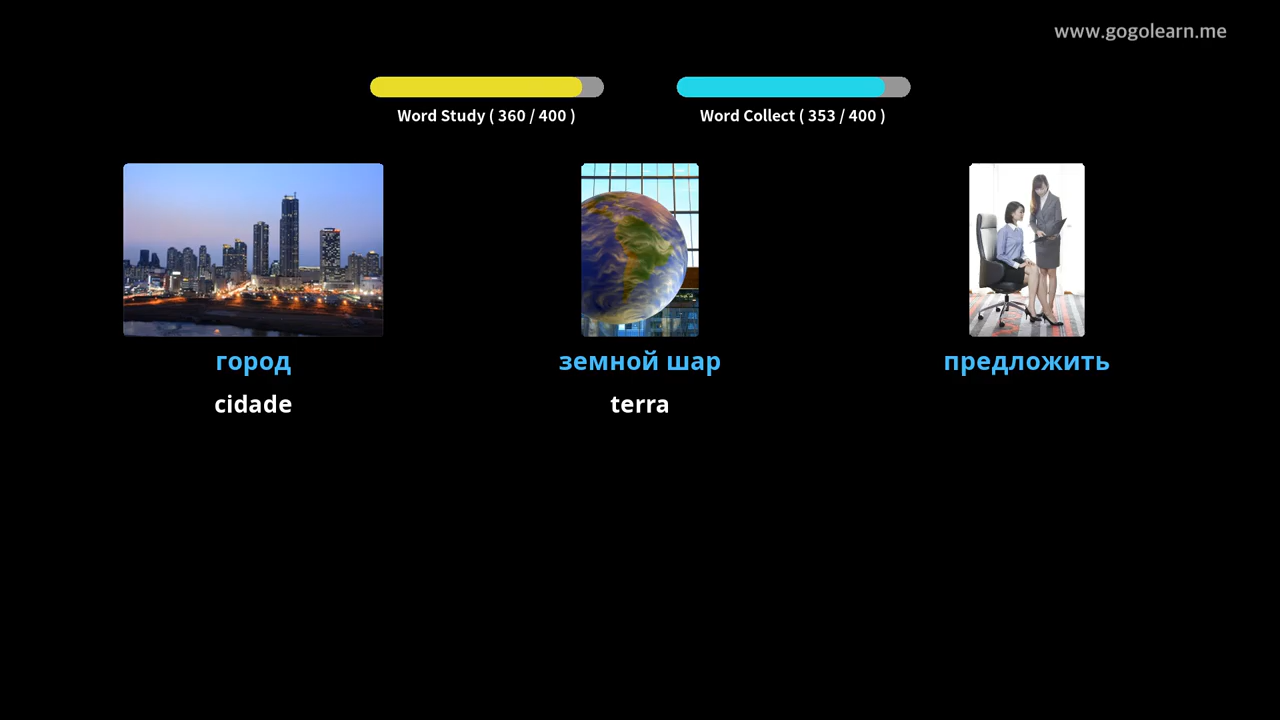 www.gogolearn.me
Word Study ( 360 / 400 )
Word Collect ( 353 / 400 )
город
земной шар
предложить
cidade
terra